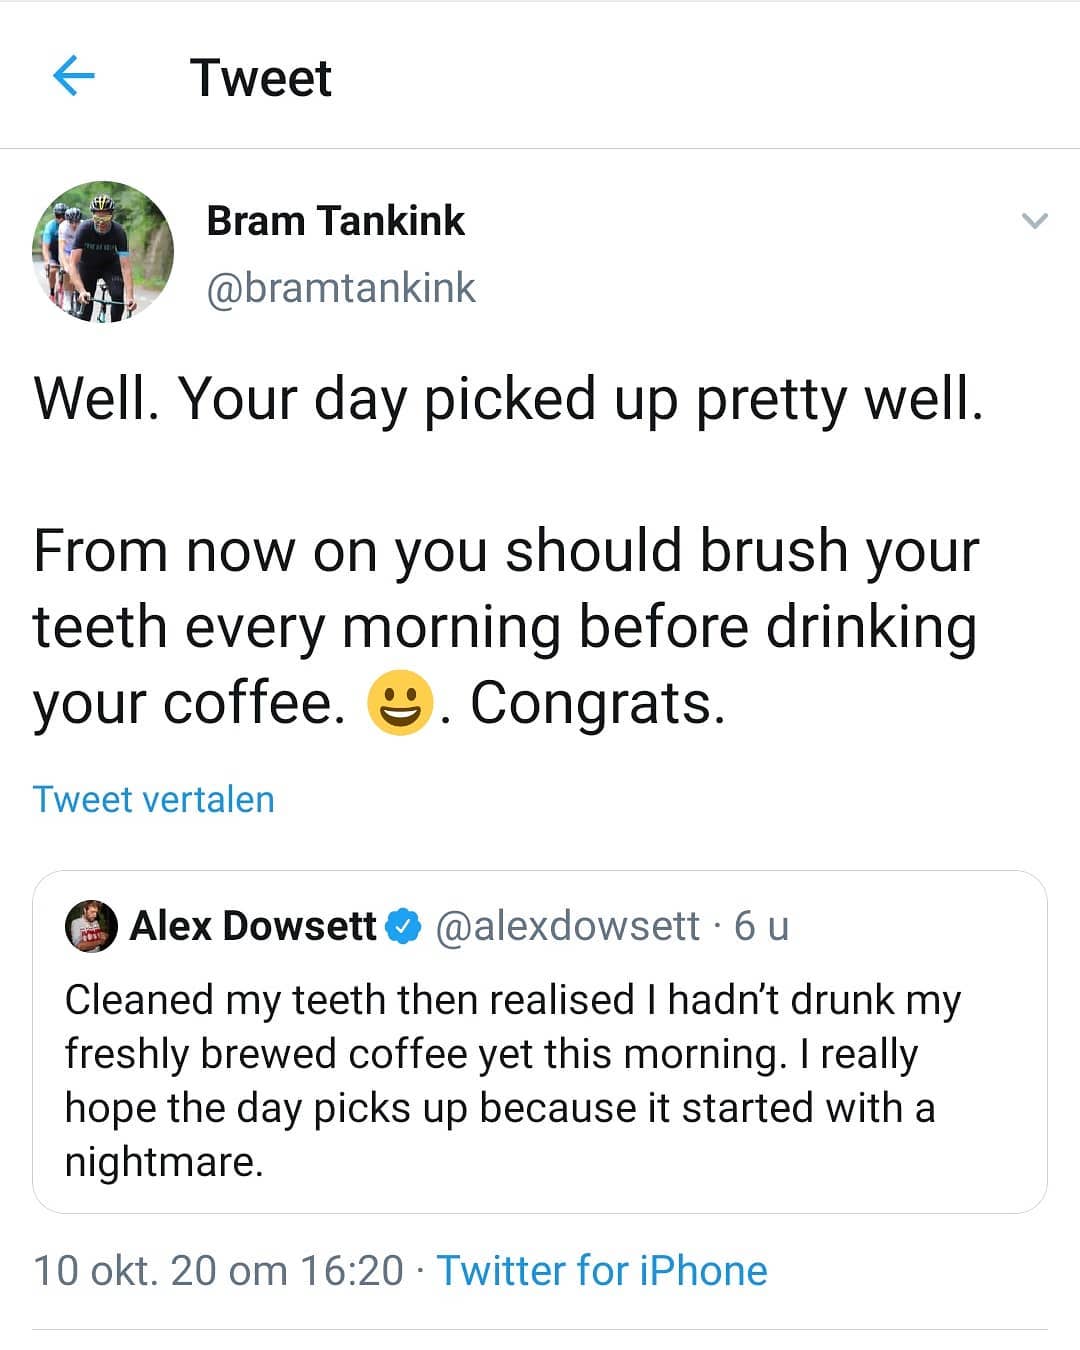 Tweet
Bram Tankink
@bramtankink
Well. Your day picked up pretty well.
From now on you should brush your
teeth every morning before drinking
your coffee. 😀. Congrats.
Tweet vertalen
Alex Dowsett @alexdowsett · 6 u
Cleaned my teeth then realised I hadn't drunk my
freshly brewed coffee yet this morning. I really
hope the day picks up because it started with a
nightmare.
10 okt. 20 om 16:20 · Twitter for iPhone